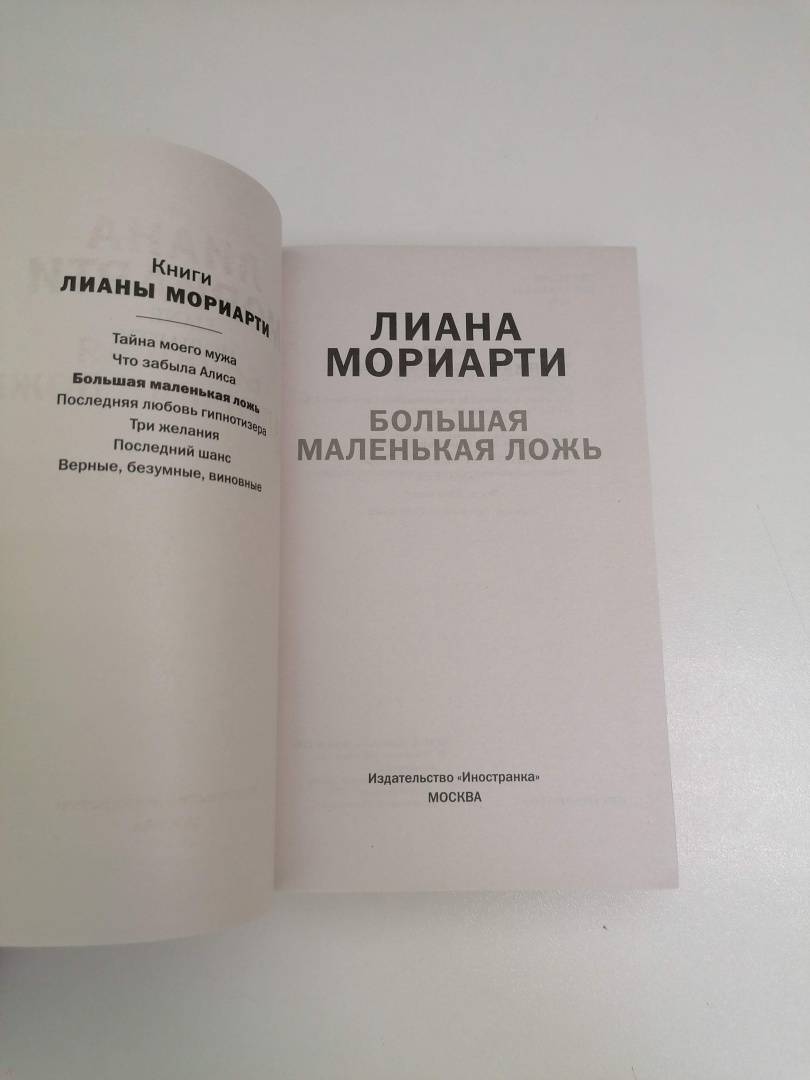 Книги
ЛИАНЫ МОРИАРТИ
Тайна моего мужа
Что забыла Алиса
Большая маленькая ложь
Последняя любовь гипнотизера
Три желания
Последний шанс
Верные, безумные, виновные
ЛИАНА
МОРИАРТИ
БОЛЬШАЯ
МАЛЕНЬКАЯ ЛОЖЬ
Издательство «Иностранка»
МОСКВА